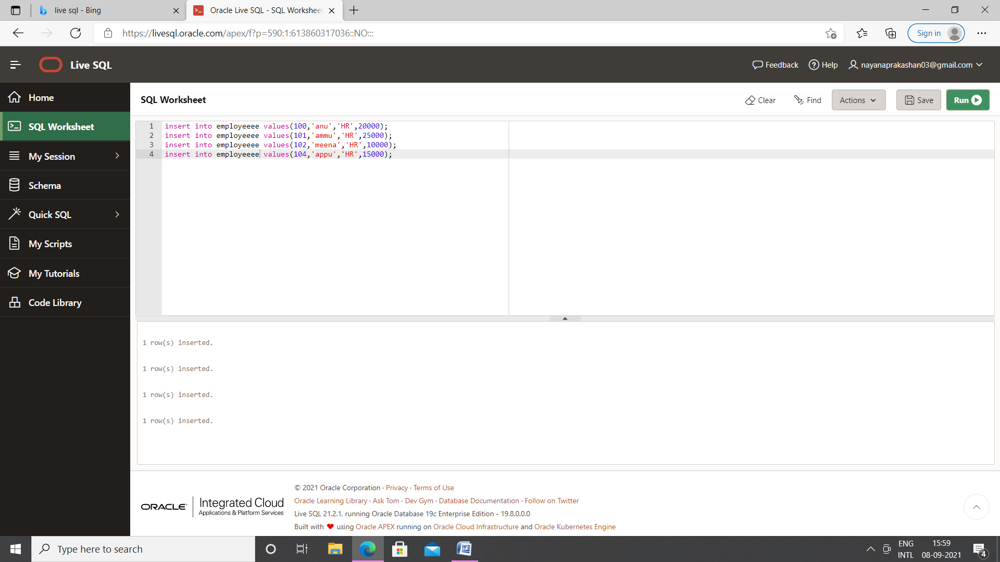 live sql - Bing
Oracle Live SQL - SQL Workshee
https://livesql.oracle.com/apex/f?p=590:1:613860317036::NO:::
Sign in
Live SQL
Feedback
Help
nayanaprakashan03@gmail.com
Home
SQL Worksheet
My Session
Schema
Quick SQL
My Scripts
My Tutorials
Code Library
SQL Worksheet
Clear
Find
Actions
Save
Run
1 insert into employeeee values(100,'anu','HR',20000);
2 insert into employeeee values(101,'ammu','HR',25000);
3 insert into employeeee values(102,'meena','HR',10000);
4 insert into employeeee values(104,'appu','HR',15000);
1 row(s) inserted.
1 row(s) inserted.
1 row(s) inserted.
1 row(s) inserted.
ORACLE
Integrated Cloud
Applications & Platform Services
© 2021 Oracle Corporation · Privacy · Terms of Use
Oracle Learning Library · Ask Tom · Dev Gym · Database Documentation · Follow on Twitter
Live SQL 21.2.1, running Oracle Database 19c Enterprise Edition - 19.8.0.0.0
Built with ♥ using Oracle APEX running on Oracle Cloud Infrastructure and Oracle Kubernetes Engine
Type here to search
ENG
INTL
15:59
08-09-2021
4